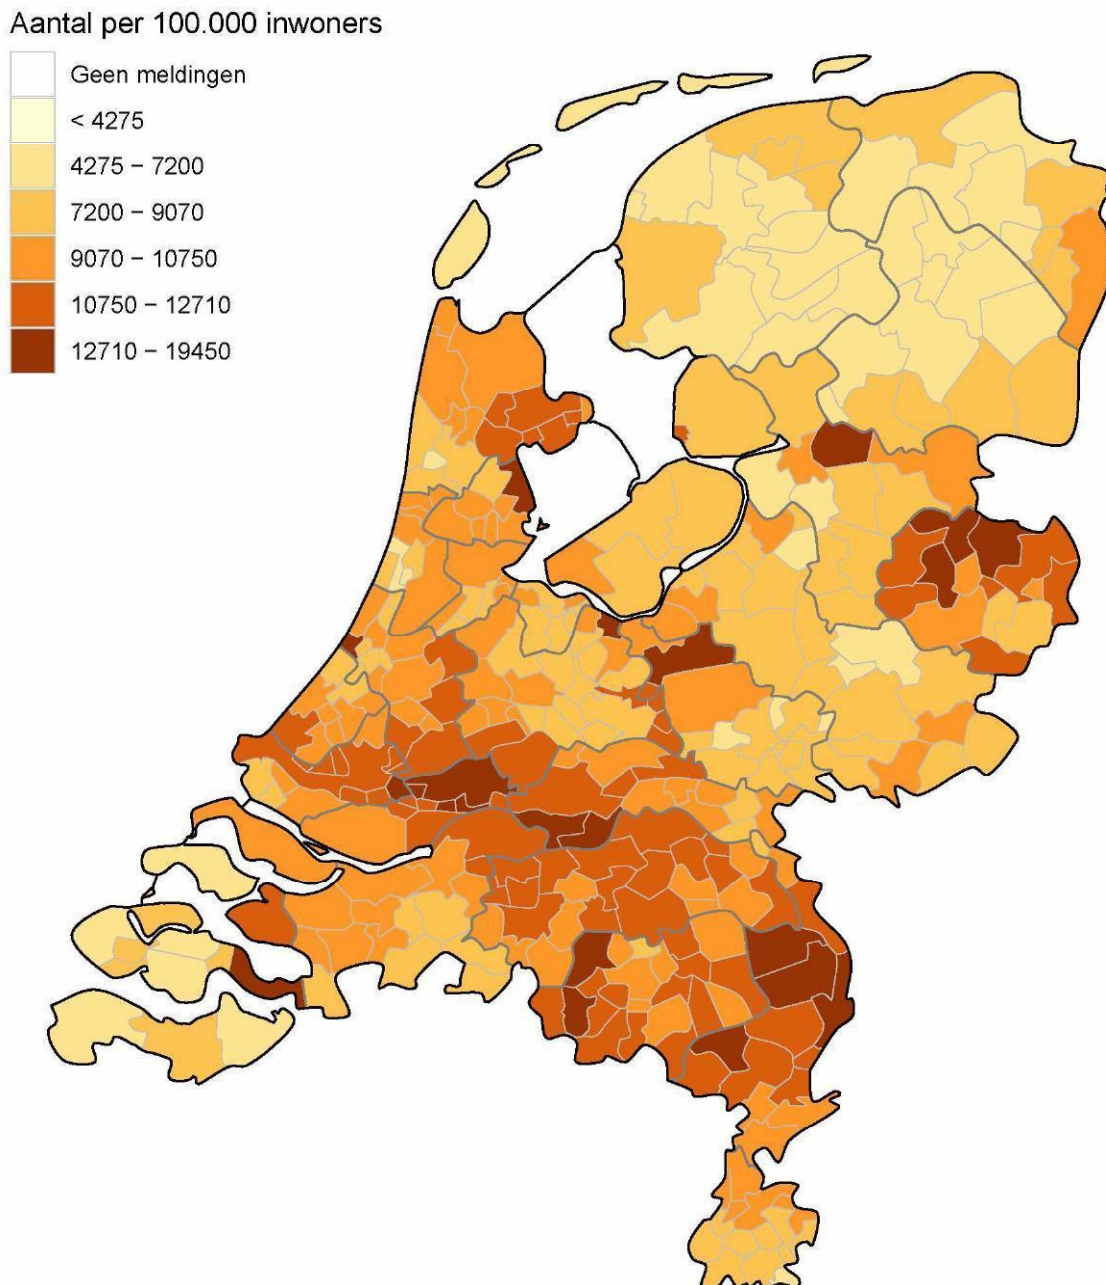 Aantal per 100.000 inwoners
Geen meldingen
< 4275
4275 − 7200
7200 − 9070
9070 − 10750
10750 − 12710
12710 − 19450